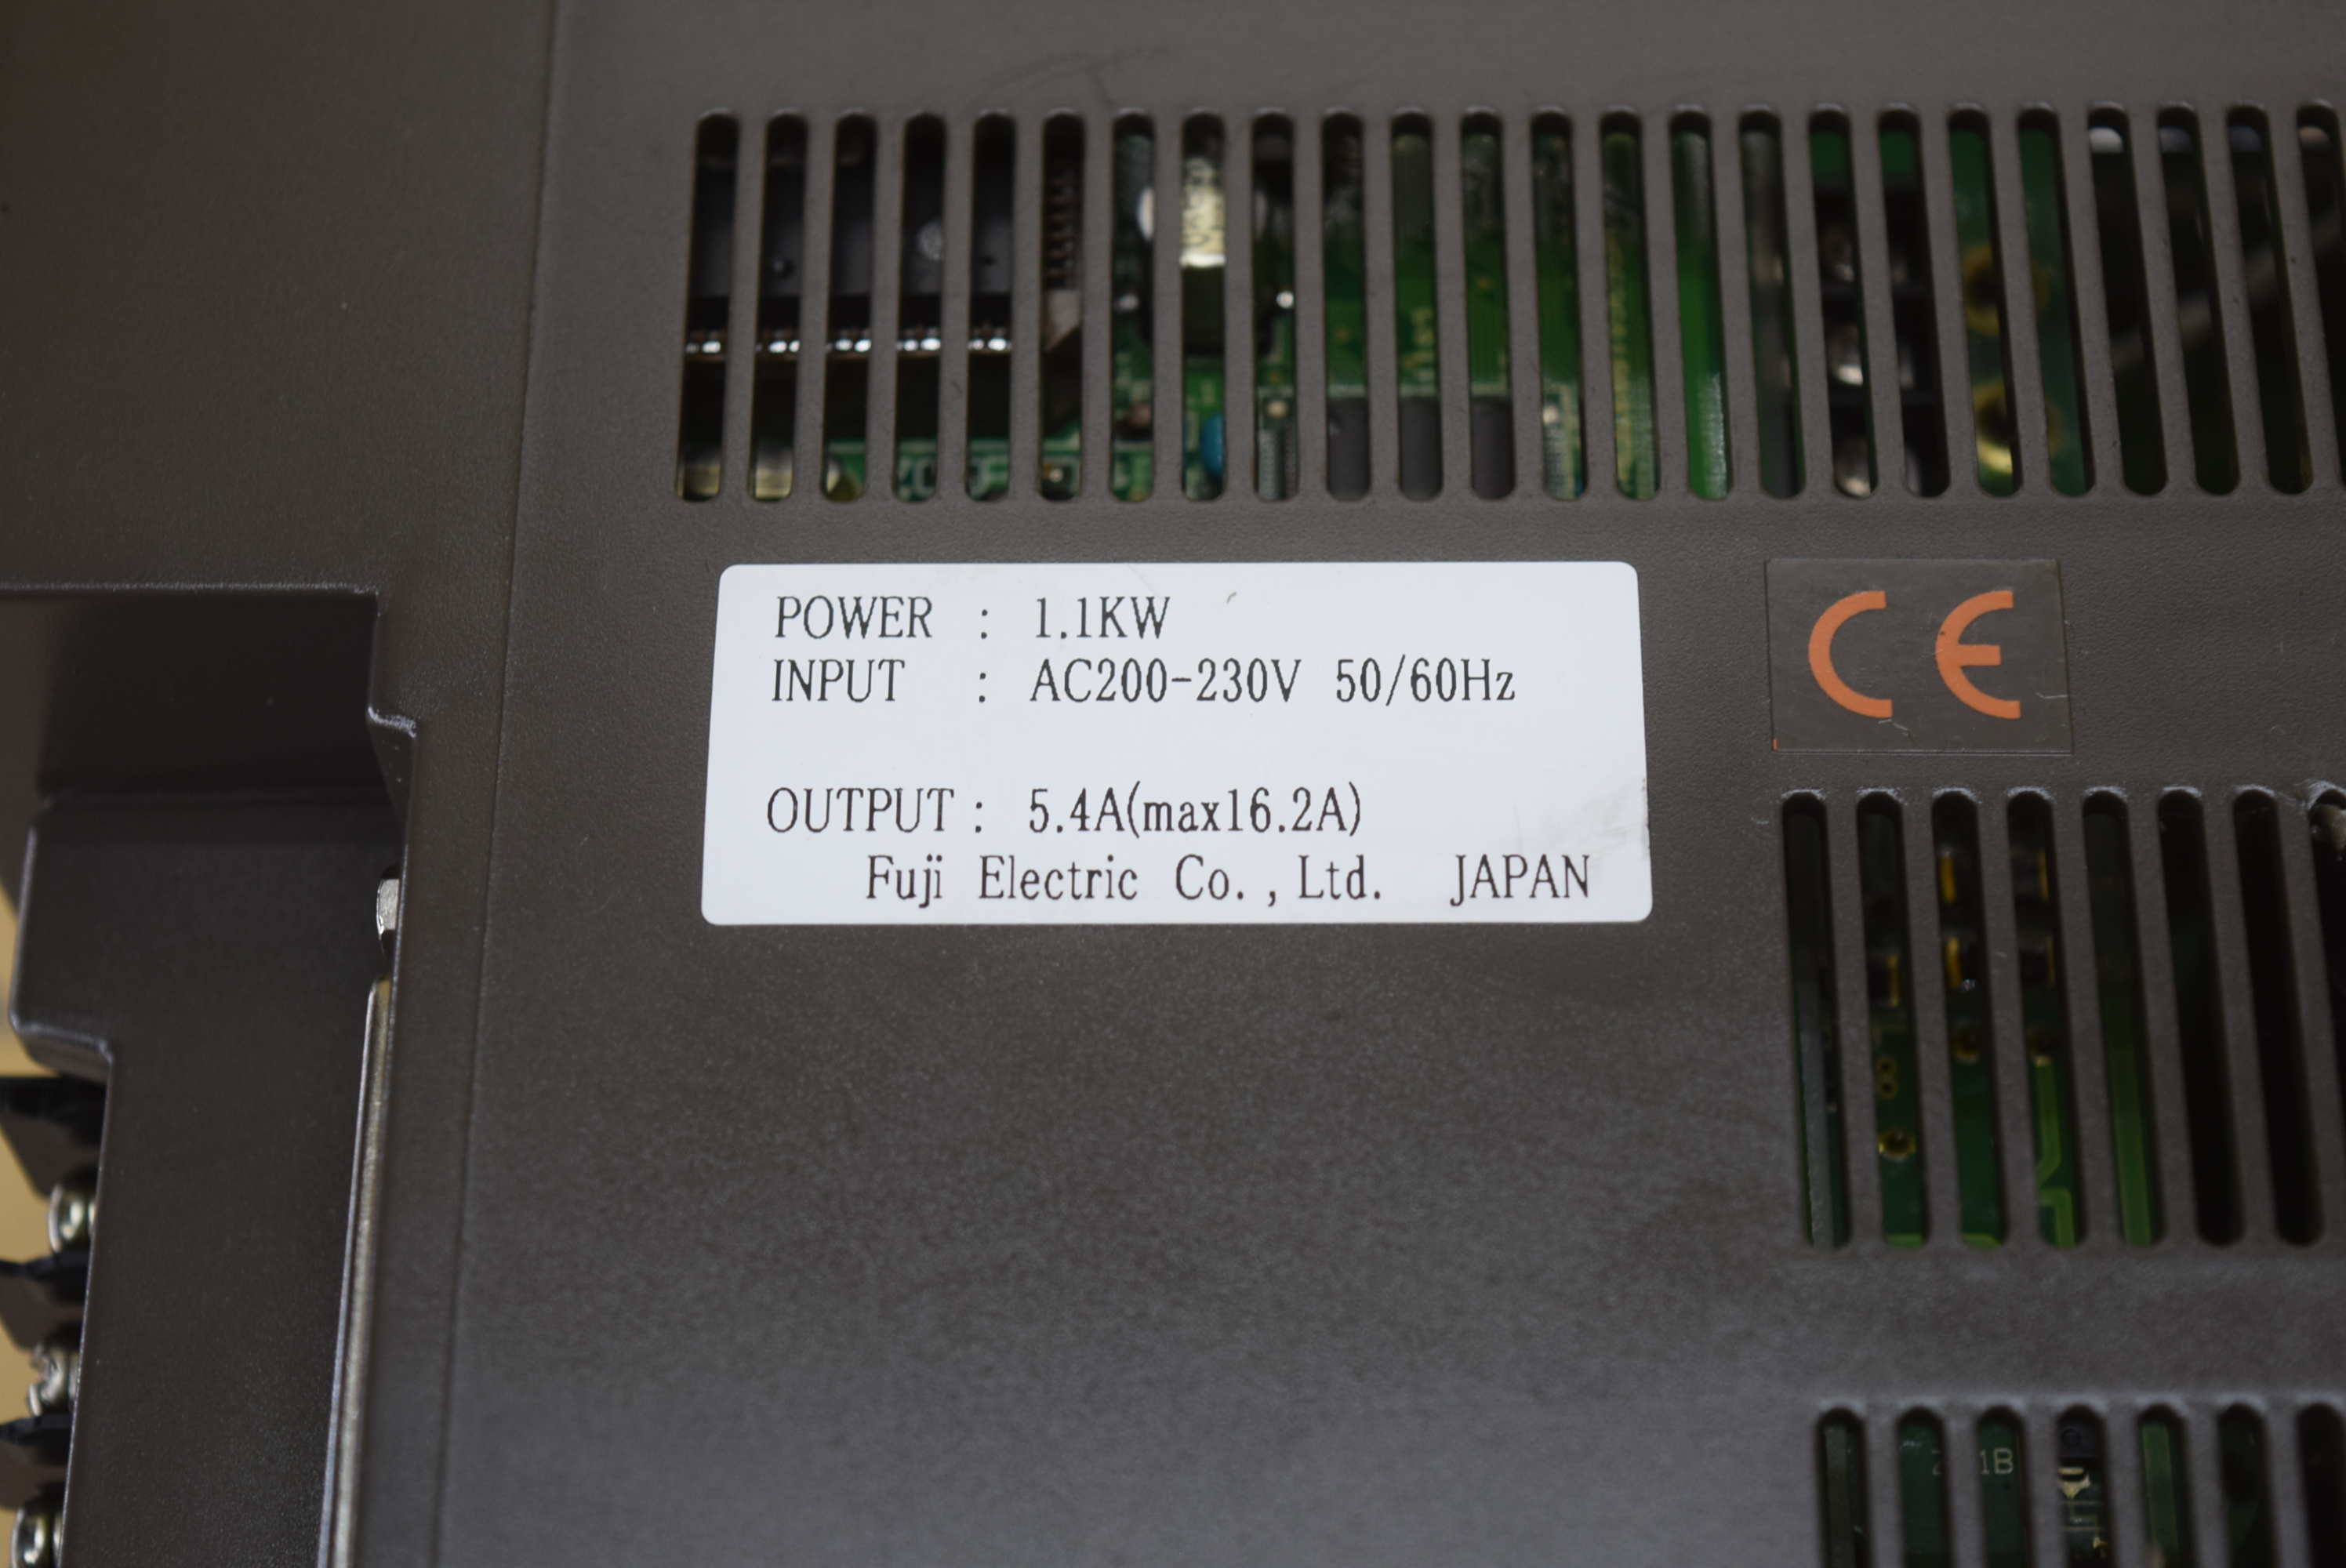 POWER : 1.1KW
INPUT : AC200-230V 50/60Hz
CE
OUTPUT : 5.4A(max16.2A)
Fuji Electric Co.,Ltd. JAPAN